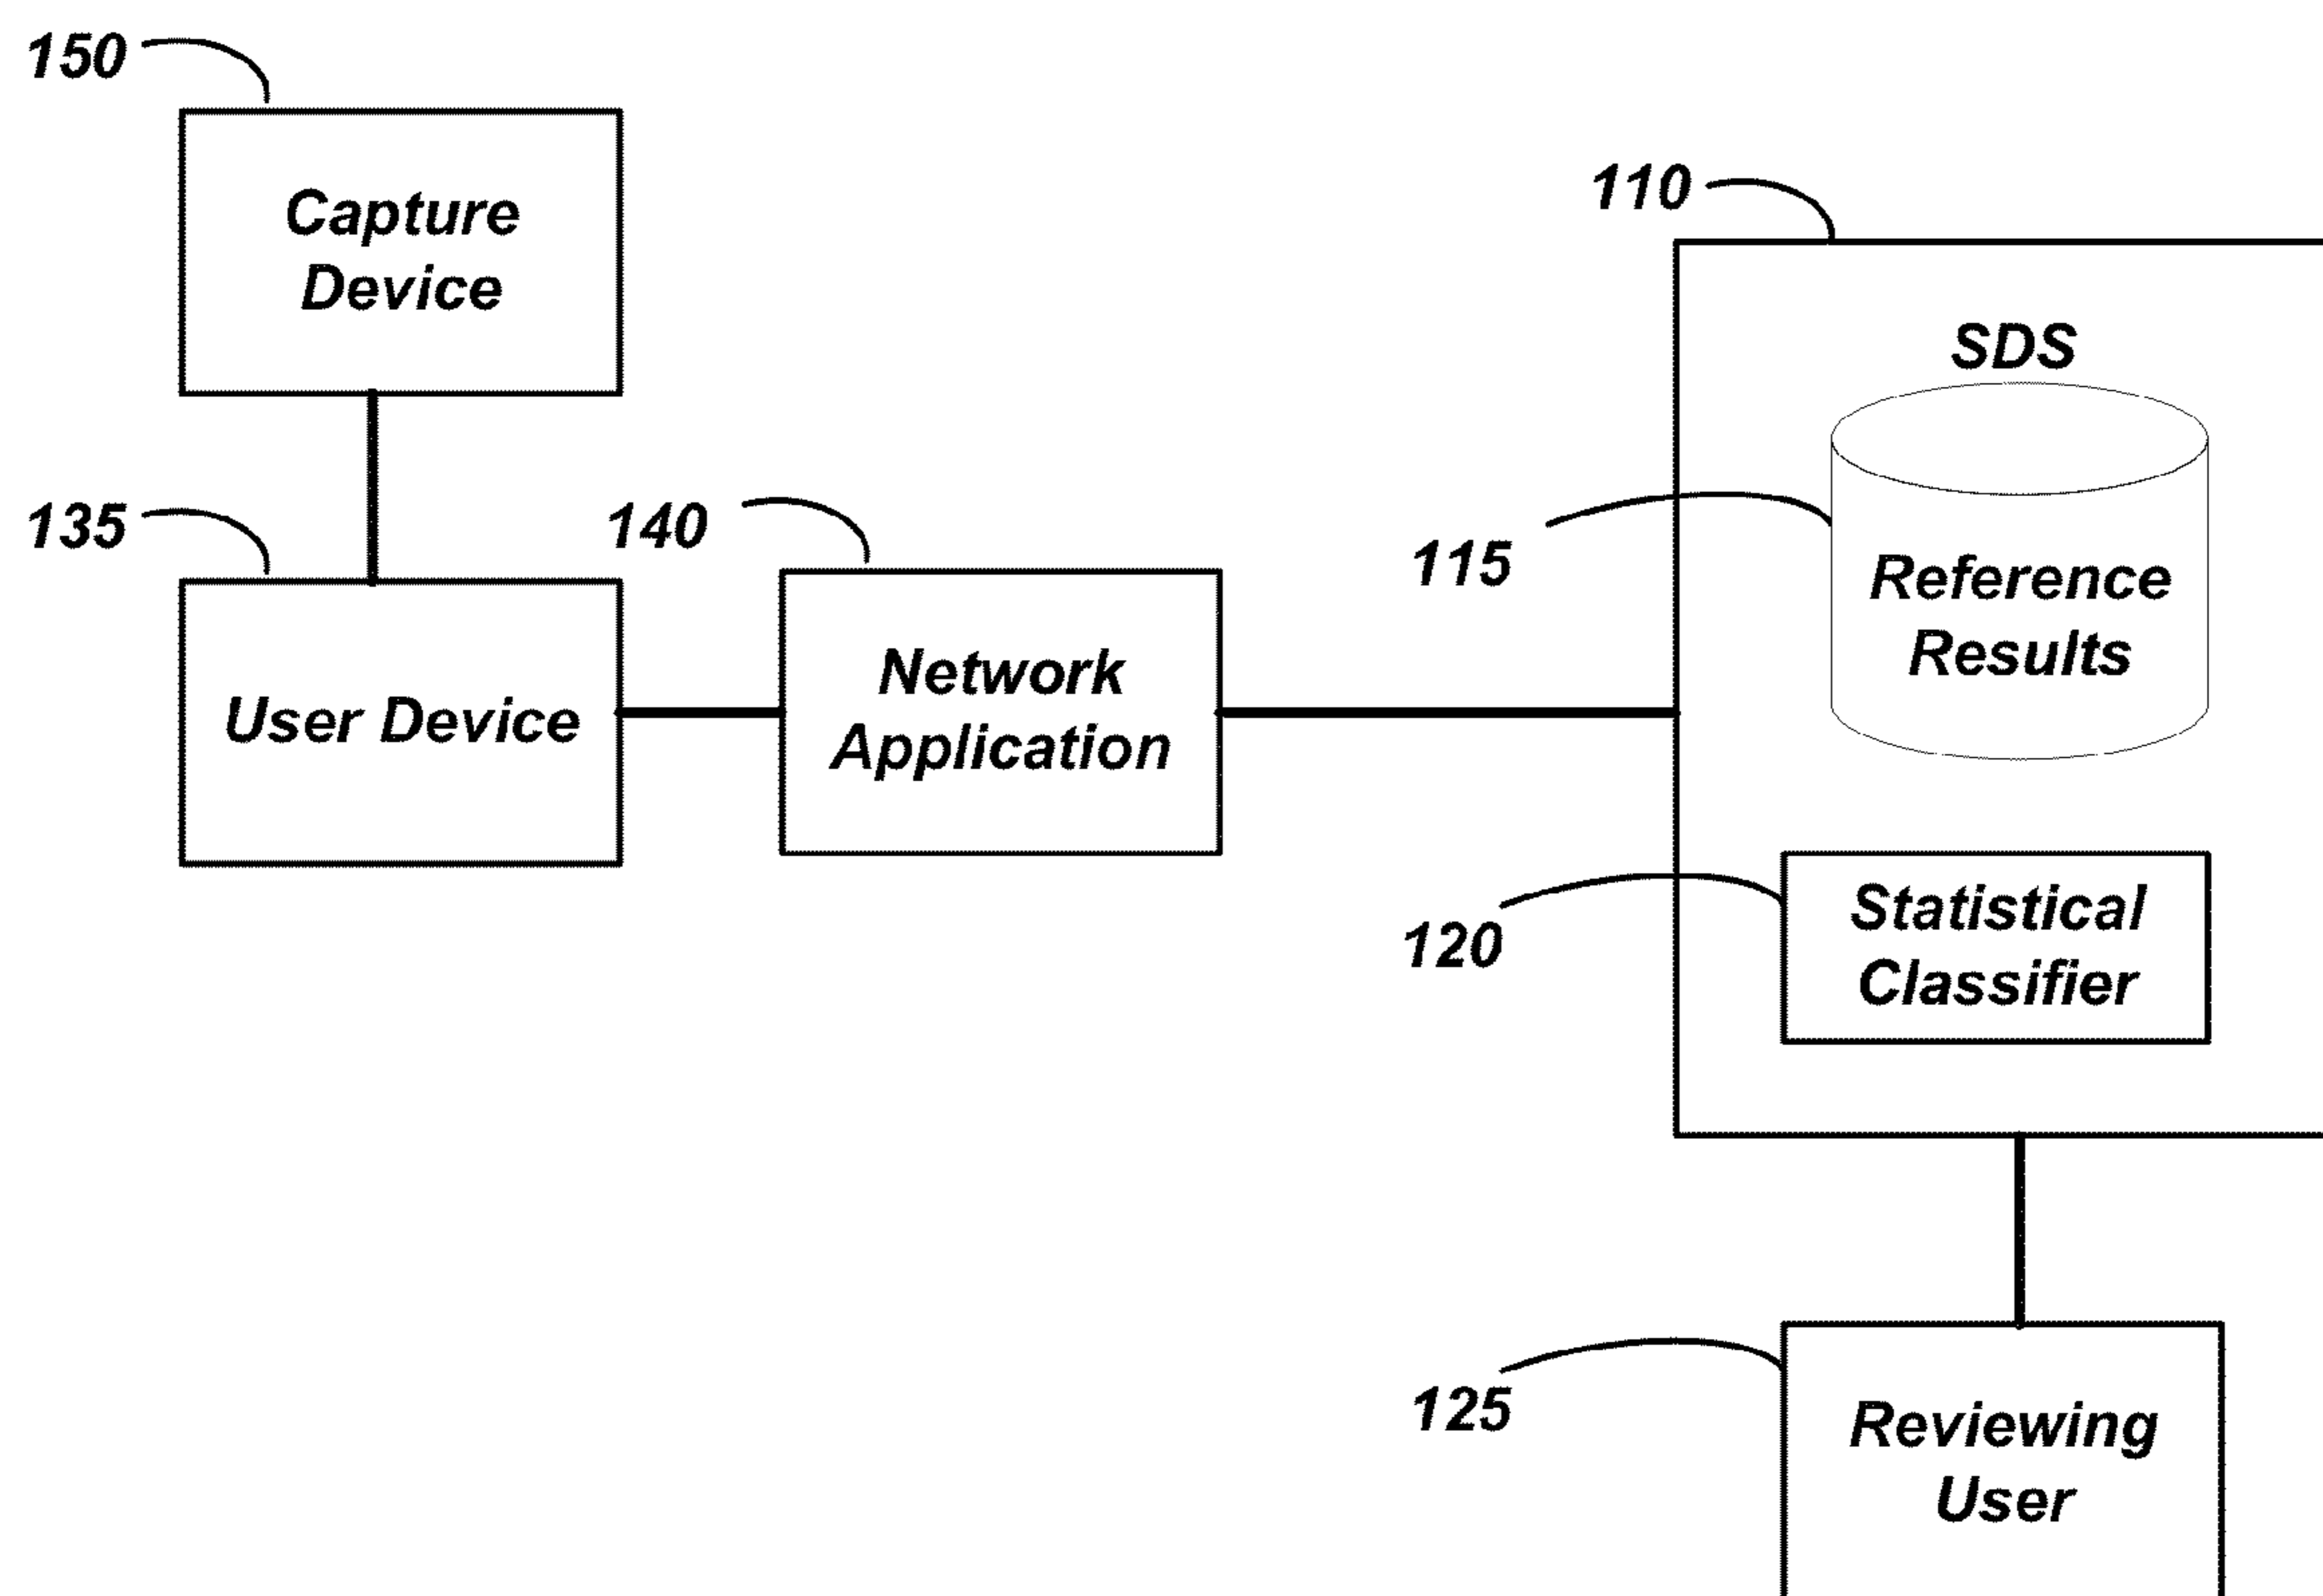 150
Capture
Device
110
SDS
135
140
115
Reference
Results
User Device
Network
Application
120
Statistical
Classifier
125
Reviewing
User